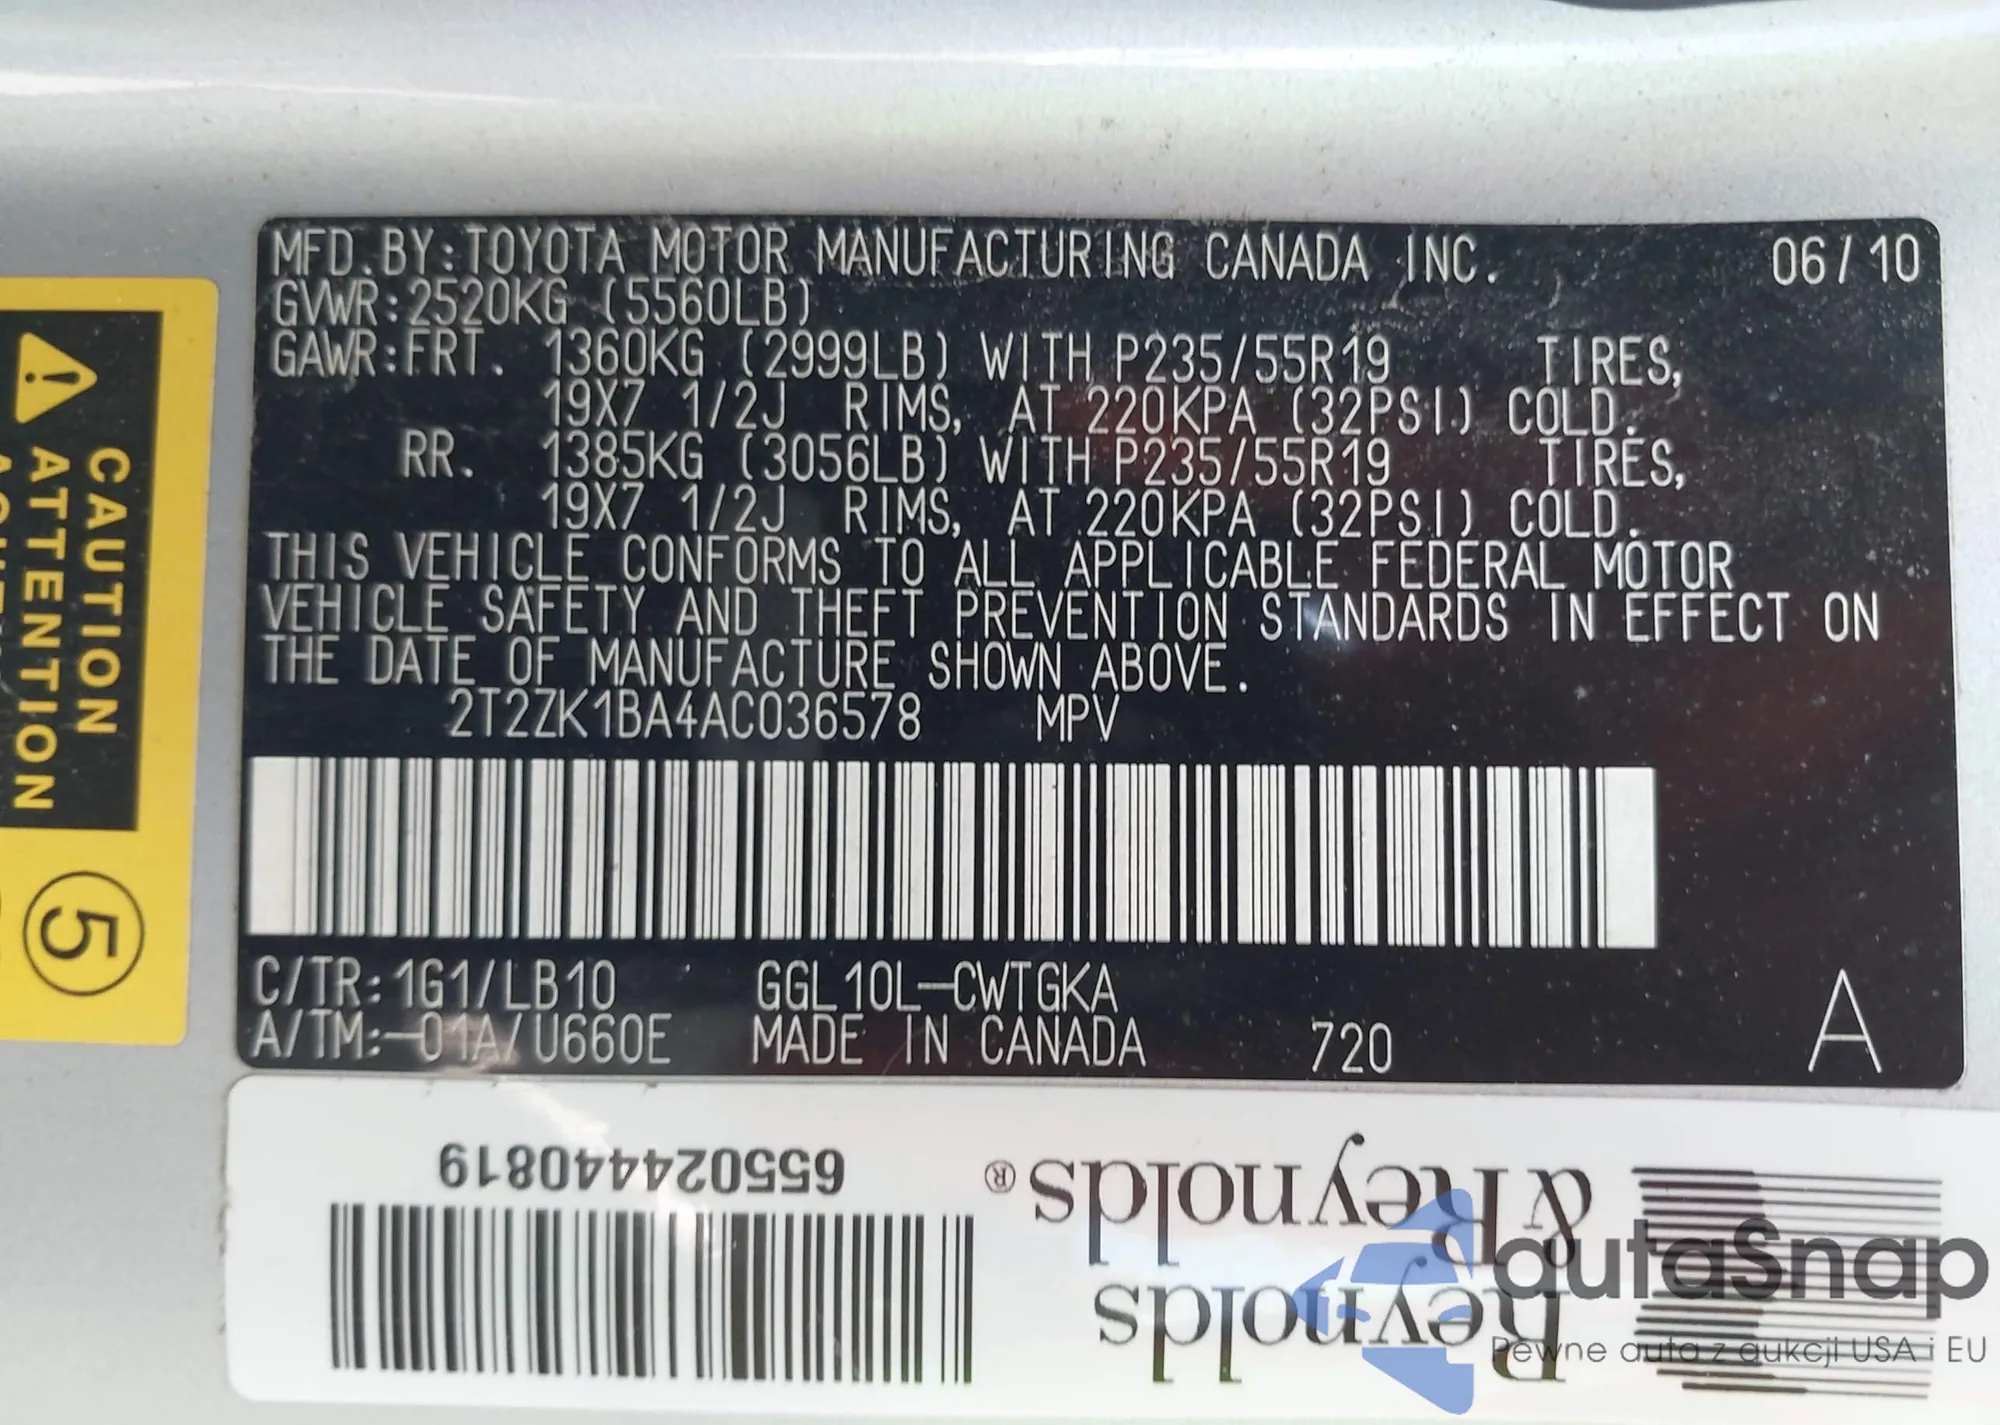 MFD. BY: TOYOTA MOTOR MANUFACTURING CANADA INC. 06/10
GVWR: 2520KG (5560LB)
GAWR: FRT. 1360KG (2999LB) WITH P235/55R19 TIRES,
19X7 1/2J RIMS, AT 220KPA (32PSI) COLD.
RR. 1385KG (3056LB) WITH P235/55R19 TIRES,
19X7 1/2J RIMS, AT 220KPA (32PSI) COLD.
THIS VEHICLE CONFORMS TO ALL APPLICABLE FEDERAL MOTOR
VEHICLE SAFETY AND THEFT PREVENTION STANDARDS IN EFFECT ON
THE DATE OF MANUFACTURE SHOWN ABOVE.
2T2ZK1BA4AC036578 MPV
C/TR: 1G1/LB10 GGL10L-CWTGKA
A/TM: -01A/U660E MADE IN CANADA 720 A
CAUTION
ATTENTION
5
Reynolds
&Reynolds®
655024440819
autaSnap
Pewne auta z aukcji USA i EU